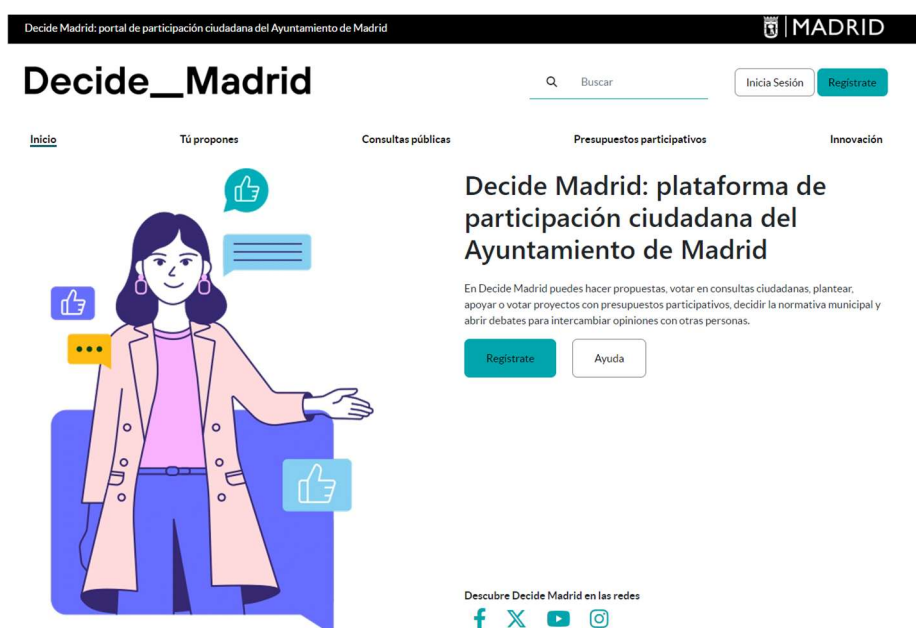 Decide Madrid: portal de participación ciudadana del Ayuntamiento de Madrid
MADRID
Decide__Madrid
Buscar
Inicia Sesión
Regístrate
Inicio
Tú propones
Consultas públicas
Presupuestos participativos
Innovación
Decide Madrid: plataforma de
participación ciudadana del
Ayuntamiento de Madrid
En Decide Madrid puedes hacer propuestas, votar en consultas ciudadanas, plantear,
apoyar o votar proyectos con presupuestos participativos, decidir la normativa municipal y
abrir debates para intercambiar opiniones con otras personas.
Regístrate
Ayuda
Descubre Decide Madrid en las redes